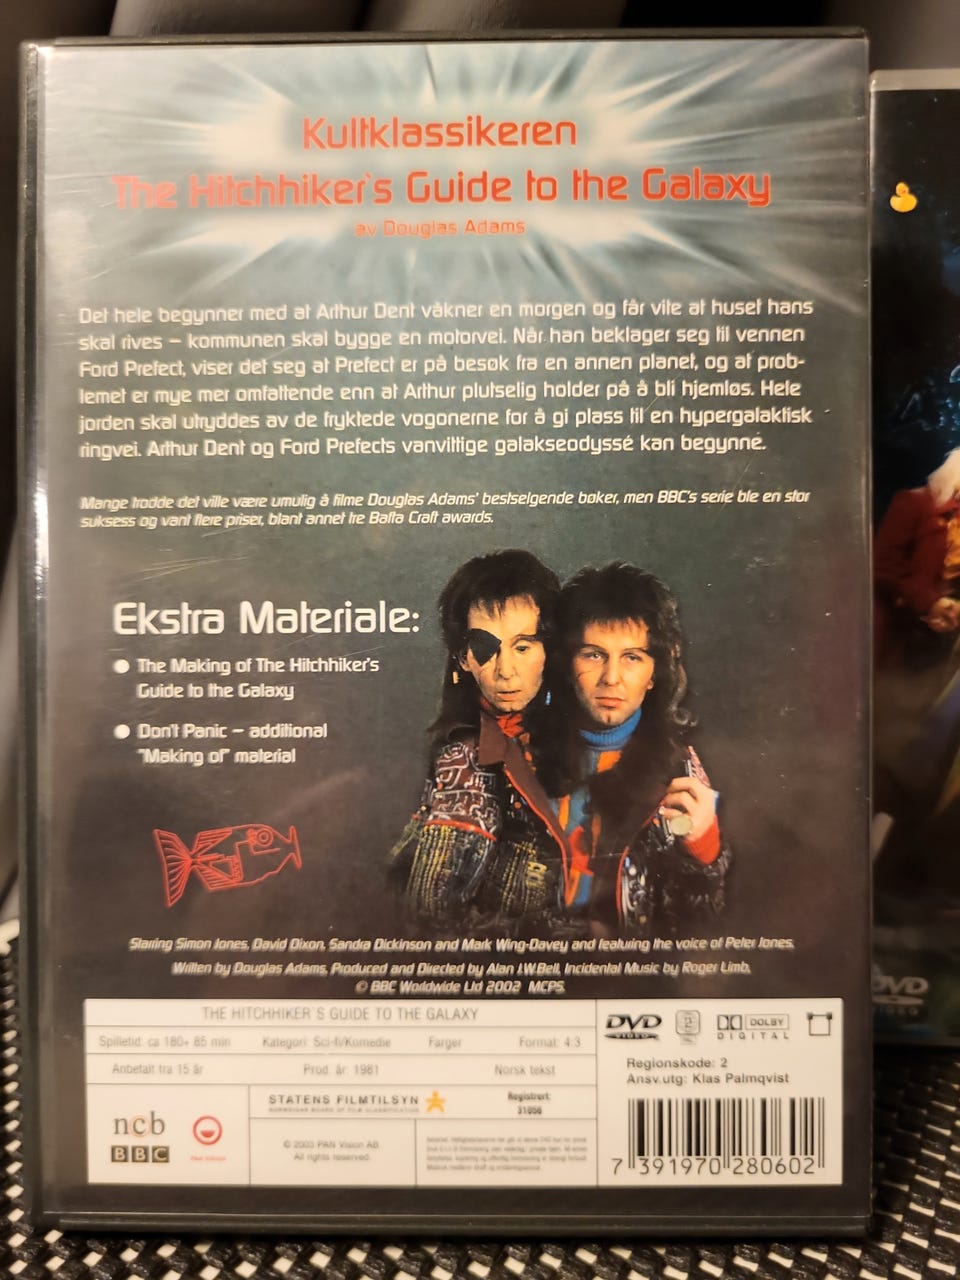 Kultklassikeren
The Hitchhiker's Guide to the Galaxy
av Douglas Adams
Det hele begynner med at Arthur Dent våkner en morgen og får vite at huset hans
skal rives – kommunen skal bygge en motorvei. Når han beklager seg til vennen
Ford Prefect, viser det seg at Prefect er på besøk fra en annen planet, og at prob-
lemet er mye mer omfattende enn at Arthur plutselig holder på å bli hjemløs. Hele
jorden skal utryddes av de fryktede vogonerne for å gi plass til en hypergalaktisk
ringvei. Arthur Dent og Ford Prefects vanvittige galakseodyssé kan begynne.
Mange trodde det ville være umulig å filme Douglas Adams' bestselgende bøker, men BBC's serie ble en stor
suksess og vant flere priser, blant annet tre Bafta Craft awards.
Ekstra Materiale:
● The Making of The Hitchhiker's
Guide to the Galaxy
● Don't Panic – additional
"Making of" material
Starring Simon Jones, David Dixon, Sandra Dickinson and Mark Wing-Davey and featuring the voice of Peter Jones.
Written by Douglas Adams, Produced and Directed by Alan J.W.Bell, Incidental Music by Roger Limb.
© BBC Worldwide Ltd 2002 MCPS.
THE HITCHHIKER`S GUIDE TO THE GALAXY
Spilletid: ca 180+ 85 min Kategori: Sci-fi/Komedie Farger Format: 4:3
Anbefalt fra 15 år Prod. år: 1981 Norsk tekst
STATENS FILMTILSYN
NORWEGIAN BOARD OF FILM CLASSIFICATION
Registrert:
31056
ncb
BBC
© 2003 PAN Vision AB.
All rights reserved.
DVD
VIDEO
2
DOLBY
DIGITAL
Regionskode: 2
Ansv.utg: Klas Palmqvist
7 391970 280602
DVD
VIDEO